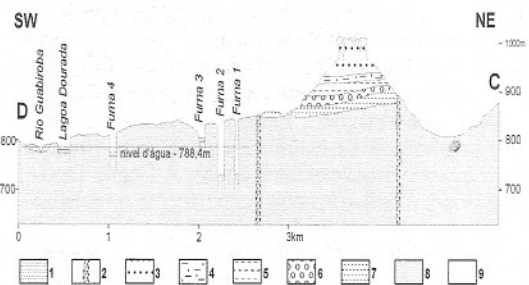 SW
NE
1000m
900
C
800
700
D
800
700
Rio Guabiroba
Lagoa Dourada
Furna 4
Furna 3
Furna 2
Furna 1
nivel d'água - 788,4m
0
1
2
3km
1
2
3
4
5
6
7
8
9